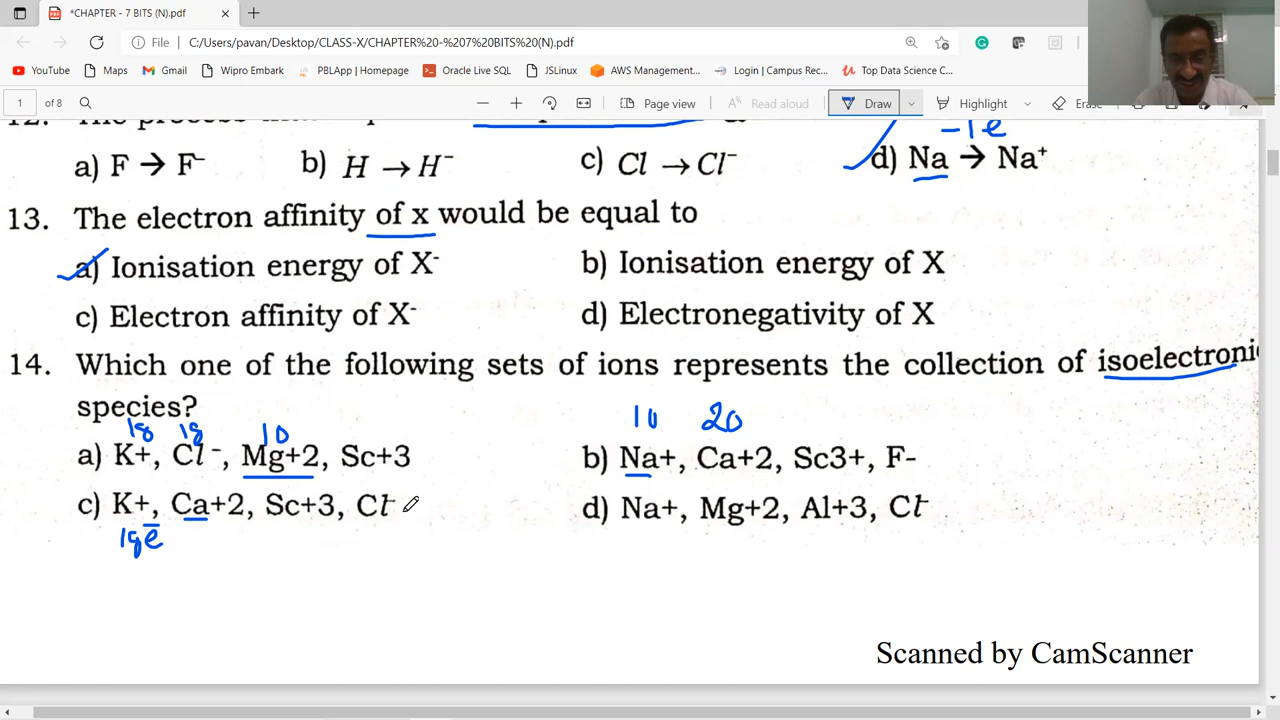 *CHAPTER - 7 BITS (N).pdf
File C:/Users/pavan/Desktop/CLASS-X/CHAPTER%20-%207%20BITS%20(N).pdf
YouTube Maps Gmail Wipro Embark PBLApp | Homepage Oracle Live SQL JSLinux AWS Management... Login | Campus Rec... Top Data Science C...
1 of 8 Page view Read aloud Draw Highlight
-1e
a) F → F⁻ b) H → H⁻ c) Cl → Cl⁻ d) Na → Na⁺
13. The electron affinity of x would be equal to
a) Ionisation energy of X⁻ b) Ionisation energy of X
c) Electron affinity of X⁻ d) Electronegativity of X
14. Which one of the following sets of ions represents the collection of
species?
18 18 10 10 20
a) K+, Cl⁻, Mg+2, Sc+3 b) Na+, Ca+2, Sc3+, F-
c) K+, Ca+2, Sc+3, Cl⁻ d) Na+, Mg+2, Al+3, Cl⁻
18e
Scanned by CamScanner